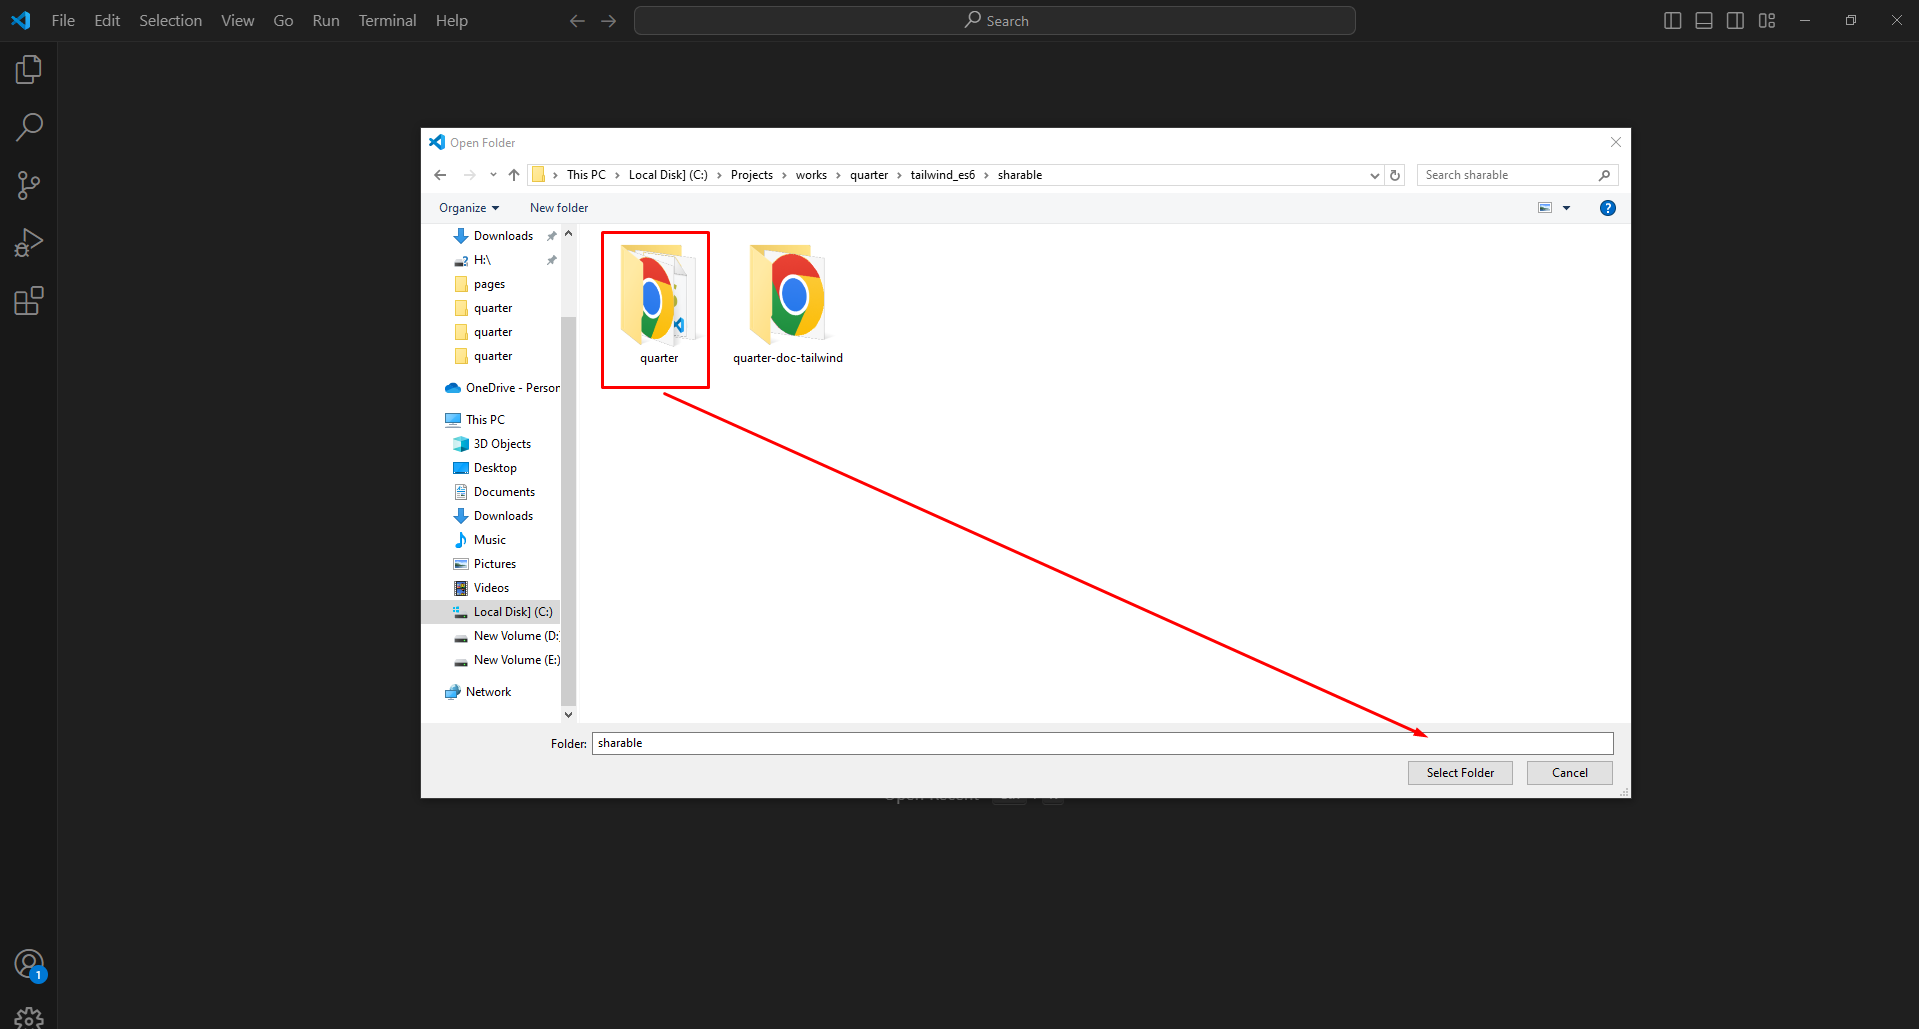 File Edit Selection View Go Run Terminal Help
Search
Open Folder
This PC › Local Disk] (C:) › Projects › works › quarter › tailwind_es6 › sharable
Search sharable
Organize New folder
?
Downloads
H:\
pages
quarter
quarter
quarter
OneDrive - Person
This PC
3D Objects
Desktop
Documents
Downloads
Music
Pictures
Videos
Local Disk] (C:)
New Volume (D:)
New Volume (E:)
Network
quarter
quarter-doc-tailwind
Folder: sharable
Select Folder Cancel
Open Recent
1